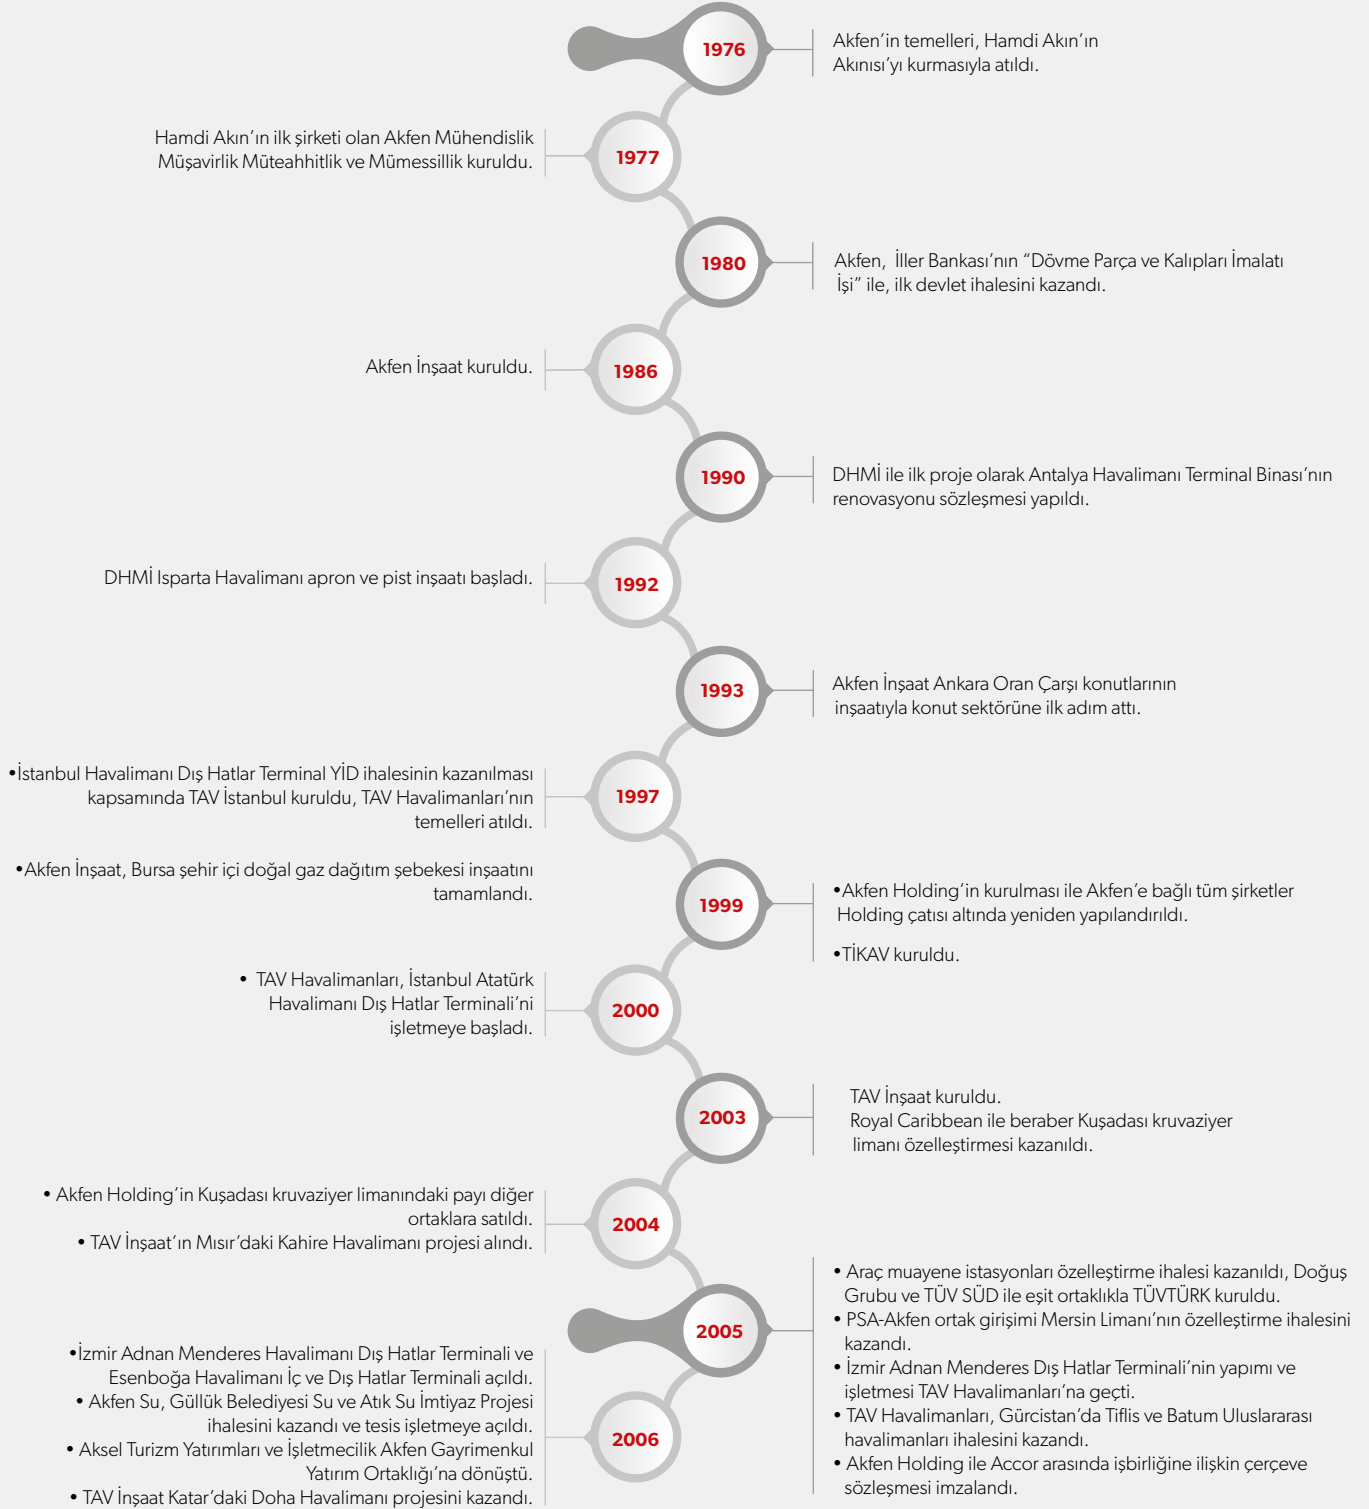 1976
Akfen’in temelleri, Hamdi Akın’ın
Akınısı’yı kurmasıyla atıldı.
Hamdi Akın’ın ilk şirketi olan Akfen Mühendislik
Müşavirlik Müteahhitlik ve Mümessillik kuruldu.
1977
1980
Akfen, İller Bankası’nın “Dövme Parça ve Kalıpları İmalatı
İşi” ile, ilk devlet ihalesini kazandı.
Akfen İnşaat kuruldu.
1986
1990
DHMİ ile ilk proje olarak Antalya Havalimanı Terminal Binası’nın
renovasyonu sözleşmesi yapıldı.
DHMİ Isparta Havalimanı apron ve pist inşaatı başladı.
1992
1993
Akfen İnşaat Ankara Oran Çarşı konutlarının
inşaatıyla konut sektörüne ilk adım attı.
•İstanbul Havalimanı Dış Hatlar Terminal YİD ihalesinin kazanılması
kapsamında TAV İstanbul kuruldu, TAV Havalimanları’nın
temelleri atıldı.
1997
•Akfen İnşaat, Bursa şehir içi doğal gaz dağıtım şebekesi inşaatını
tamamlandı.
1999
•Akfen Holding’in kurulması ile Akfen’e bağlı tüm şirketler
Holding çatısı altında yeniden yapılandırıldı.
•TİKAV kuruldu.
• TAV Havalimanları, İstanbul Atatürk
Havalimanı Dış Hatlar Terminali’ni
işletmeye başladı.
2000
2003
TAV İnşaat kuruldu.
Royal Caribbean ile beraber Kuşadası kruvaziyer
limanı özelleştirmesi kazanıldı.
• Akfen Holding’in Kuşadası kruvaziyer limanındaki payı diğer
ortaklara satıldı.
• TAV İnşaat’ın Mısır’daki Kahire Havalimanı projesi alındı.
2004
2005
• Araç muayene istasyonları özelleştirme ihalesi kazanıldı, Doğuş
Grubu ve TÜV SÜD ile eşit ortaklıkla TÜVTÜRK kuruldu.
• PSA-Akfen ortak girişimi Mersin Limanı’nın özelleştirme ihalesini
kazandı.
• İzmir Adnan Menderes Dış Hatlar Terminali’nin yapımı ve
işletmesi TAV Havalimanları’na geçti.
• TAV Havalimanları, Gürcistan’da Tiflis ve Batum Uluslararası
havalimanları ihalesini kazandı.
• Akfen Holding ile Accor arasında işbirliğine ilişkin çerçeve
sözleşmesi imzalandı.
•İzmir Adnan Menderes Havalimanı Dış Hatlar Terminali ve
Esenboğa Havalimanı İç ve Dış Hatlar Terminali açıldı.
• Akfen Su, Güllük Belediyesi Su ve Atık Su İmtiyaz Projesi
ihalesini kazandı ve tesis işletmeye açıldı.
• Aksel Turizm Yatırımları ve İşletmecilik Akfen Gayrimenkul
Yatırım Ortaklığı’na dönüştü.
• TAV İnşaat Katar’daki Doha Havalimanı projesini kazandı.
2006